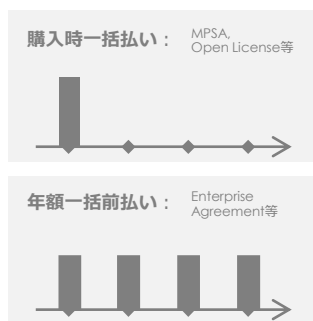 購入時一括払い：
MPSA,
Open License等
年額一括前払い：
Enterprise
Agreement等